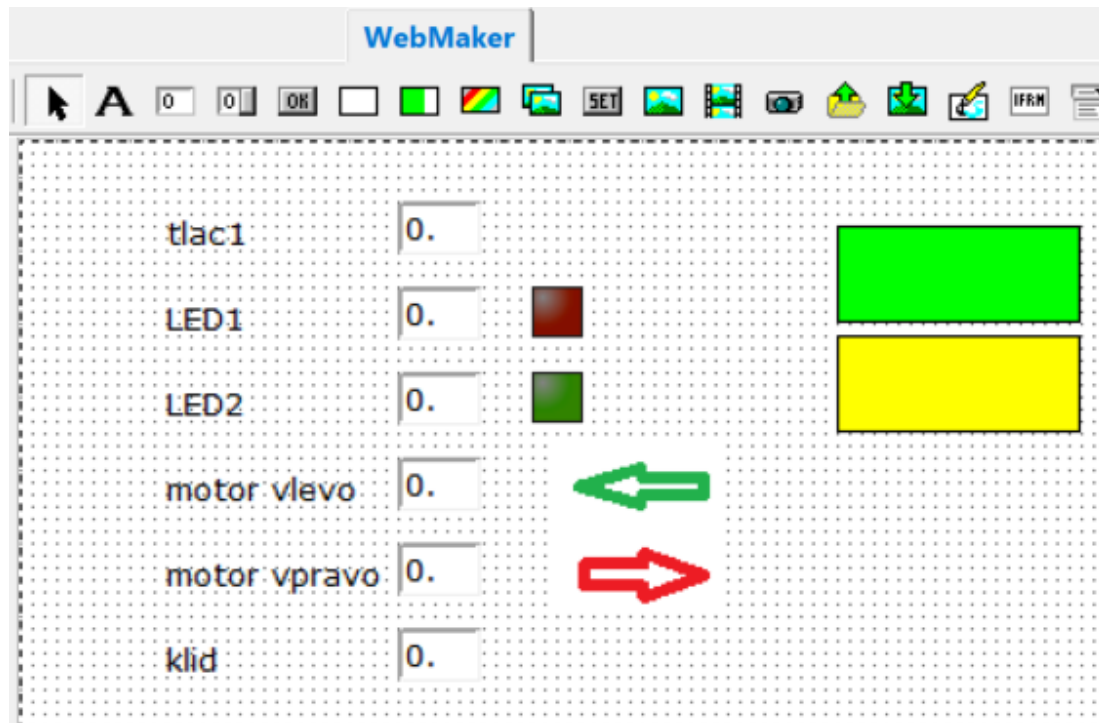 WebMaker
A 0 0 OK SET IFRM
tlac1 0.
LED1 0.
LED2 0.
motor vlevo 0.
motor vpravo 0.
klid 0.